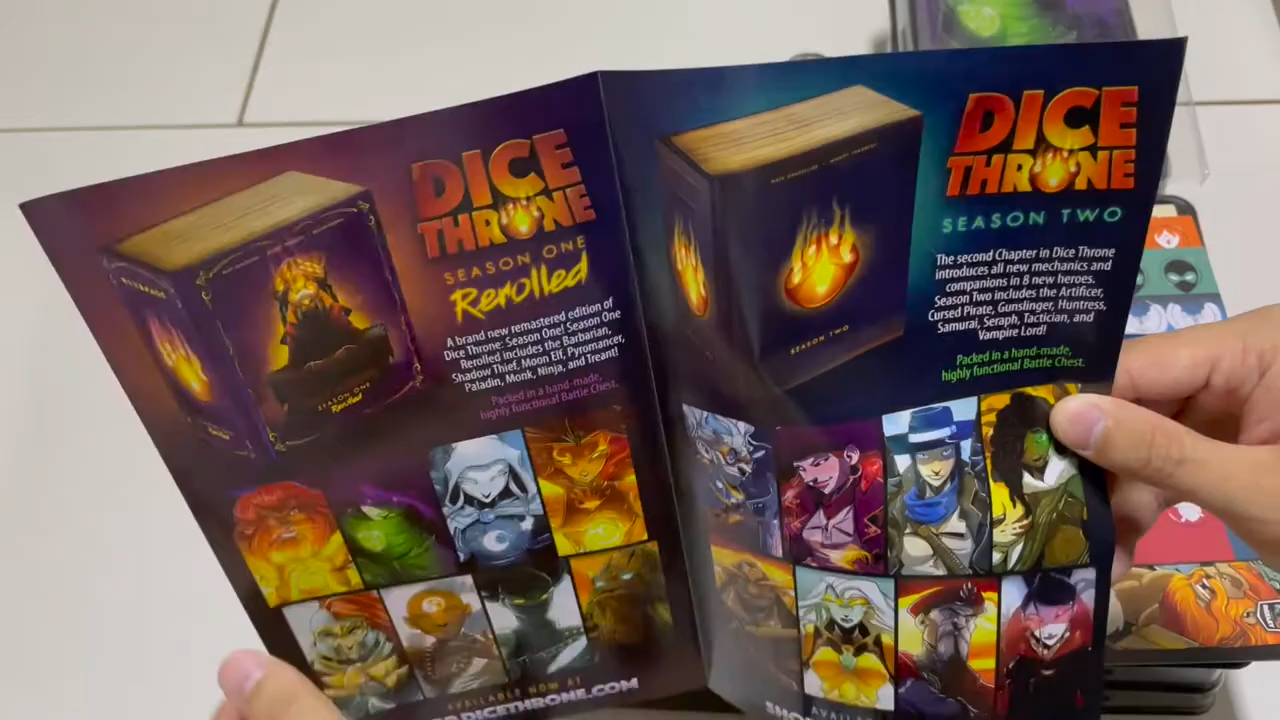 DICE
THRONE
SEASON ONE
Rerolled
A brand new remastered edition of
Dice Throne: Season One! Season One
Rerolled includes the Barbarian,
Shadow Thief, Moon Elf, Pyromancer,
Paladin, Monk, Ninja, and Treant!
Packed in a hand-made,
highly functional Battle Chest.
SEASON ONE
Rerolled
AVAILABLE NOW AT
DICETHRONE.COM
DICE
THRONE
SEASON TWO
The second Chapter in Dice Throne
introduces all new mechanics and
companions in 8 new heroes.
Season Two includes the Artificer,
Cursed Pirate, Gunslinger, Huntress,
Samurai, Seraph, Tactician, and
Vampire Lord!
Packed in a hand-made,
highly functional Battle Chest.
SEASON TWO